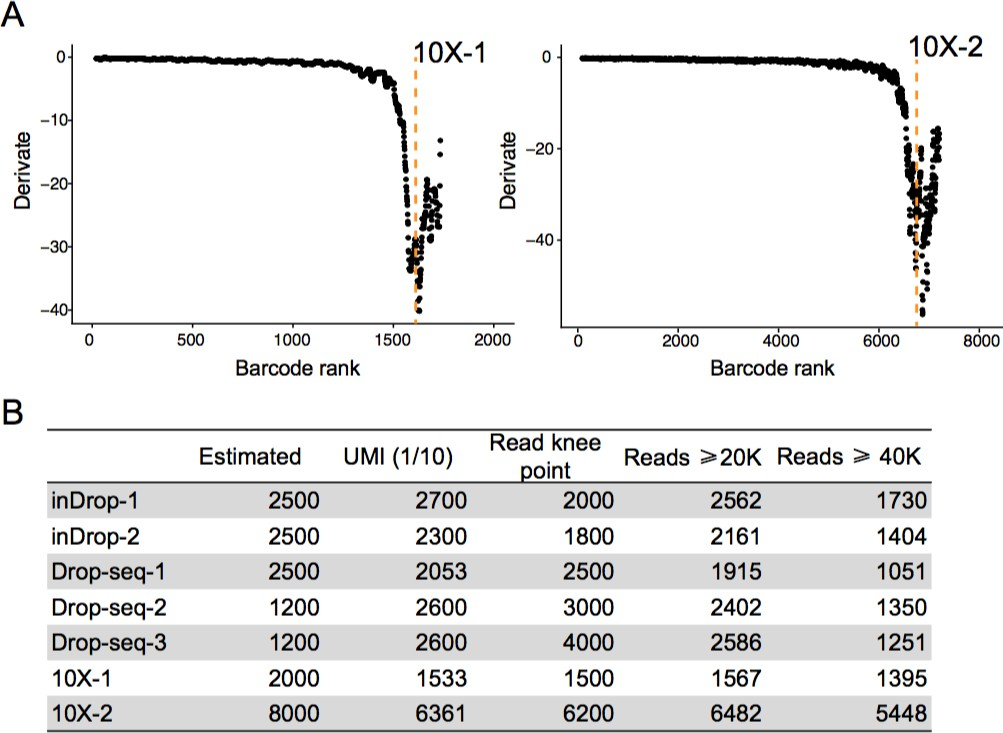 A
10X-1
10X-2
0
−10
−20
−30
−40
Derivate
0
500
1000
1500
2000
Barcode rank
0
−20
−40
Derivate
0
2000
4000
6000
8000
Barcode rank
B
Estimated UMI (1/10) Read knee point Reads ⩾20K Reads ⩾ 40K
inDrop-1 2500 2700 2000 2562 1730
inDrop-2 2500 2300 1800 2161 1404
Drop-seq-1 2500 2053 2500 1915 1051
Drop-seq-2 1200 2600 3000 2402 1350
Drop-seq-3 1200 2600 4000 2586 1251
10X-1 2000 1533 1500 1567 1395
10X-2 8000 6361 6200 6482 5448